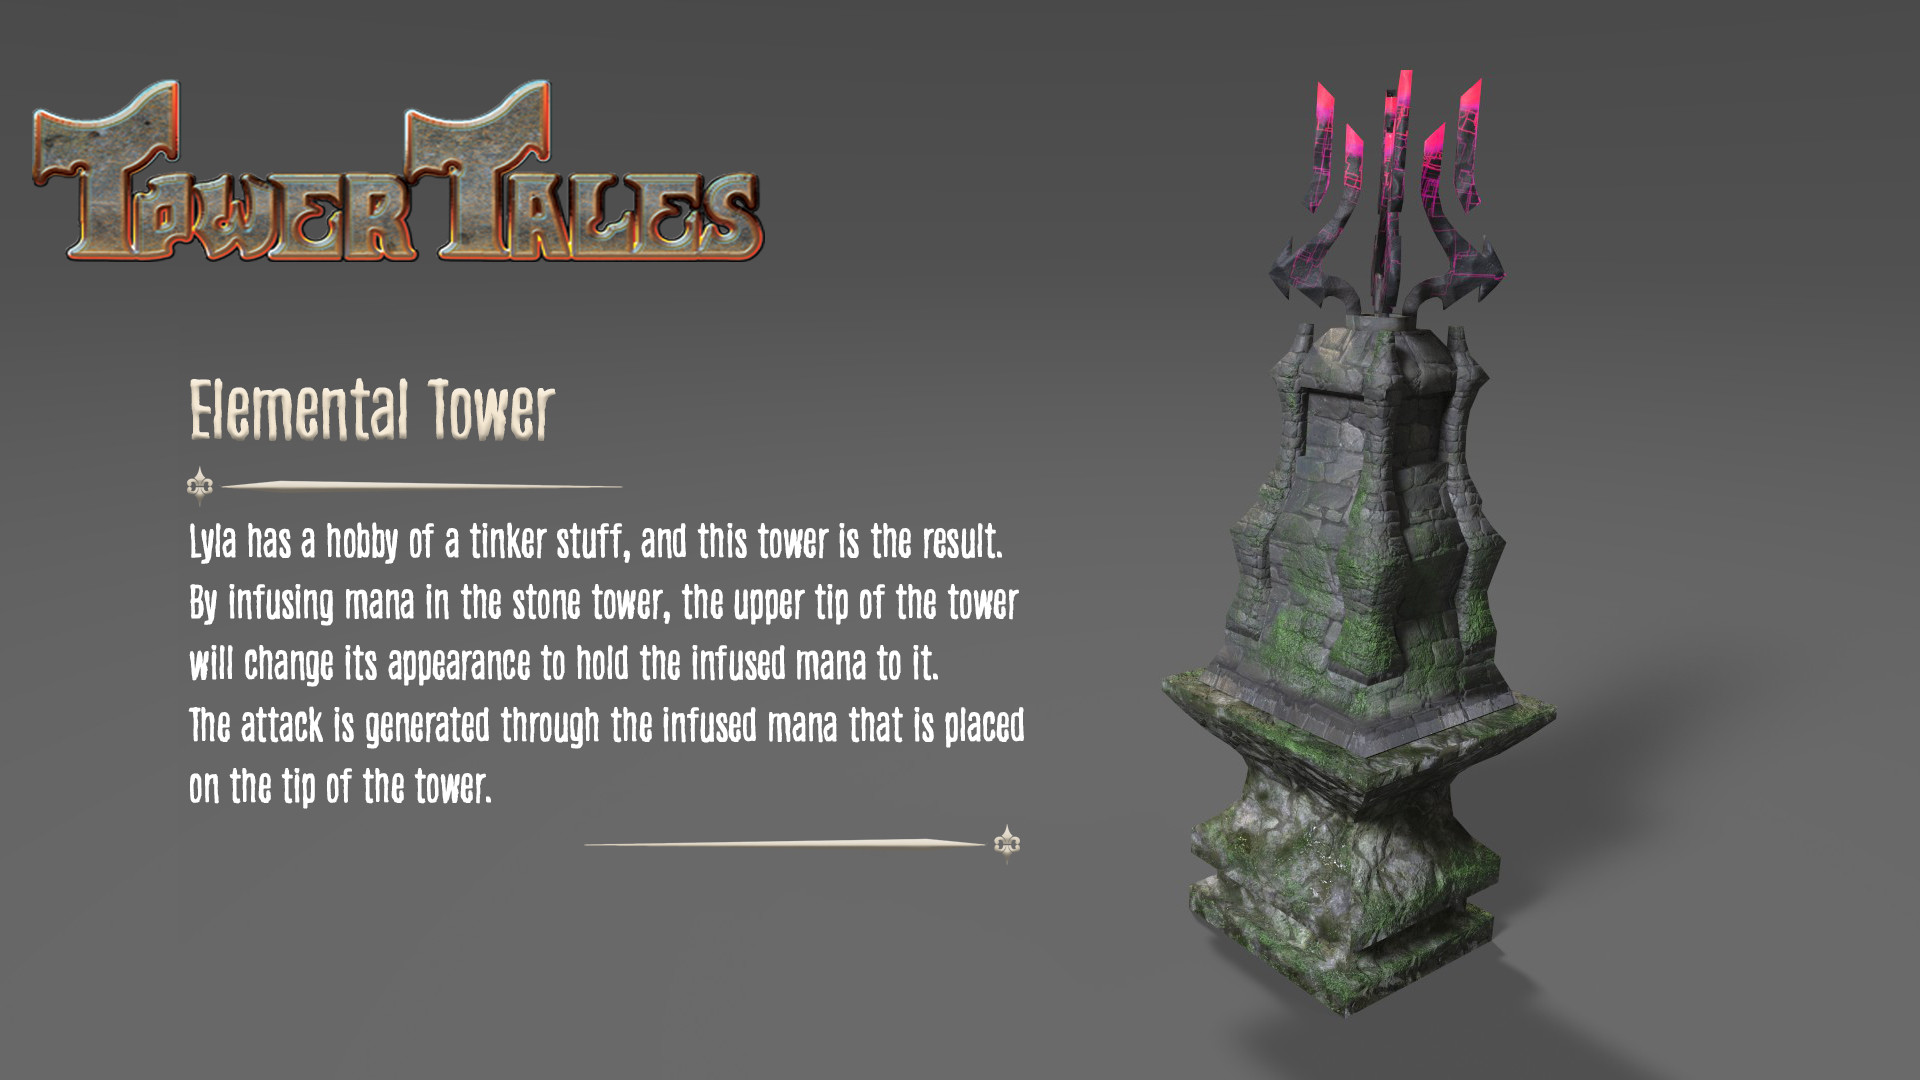 Tower Tales
Elemental Tower
Lyla has a hobby of a tinker stuff, and this tower is the result.
By infusing mana in the stone tower, the upper tip of the tower
will change its appearance to hold the infused mana to it.
The attack is generated through the infused mana that is placed
on the tip of the tower.